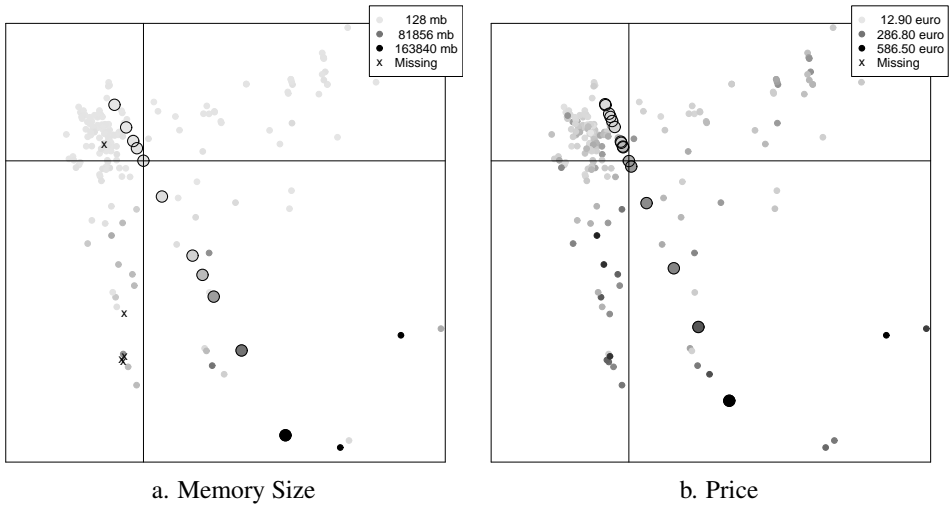 128 mb
81856 mb
163840 mb
x Missing
12.90 euro
286.80 euro
586.50 euro
x Missing
a. Memory Size
b. Price